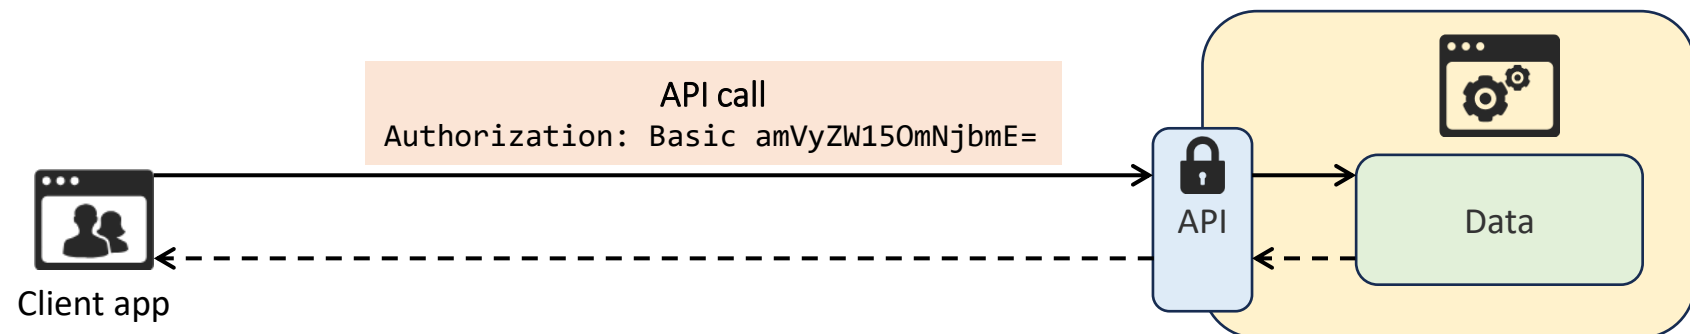 API call
Authorization: Basic amVyZW15OmNjbmE=
API
Data
Client app